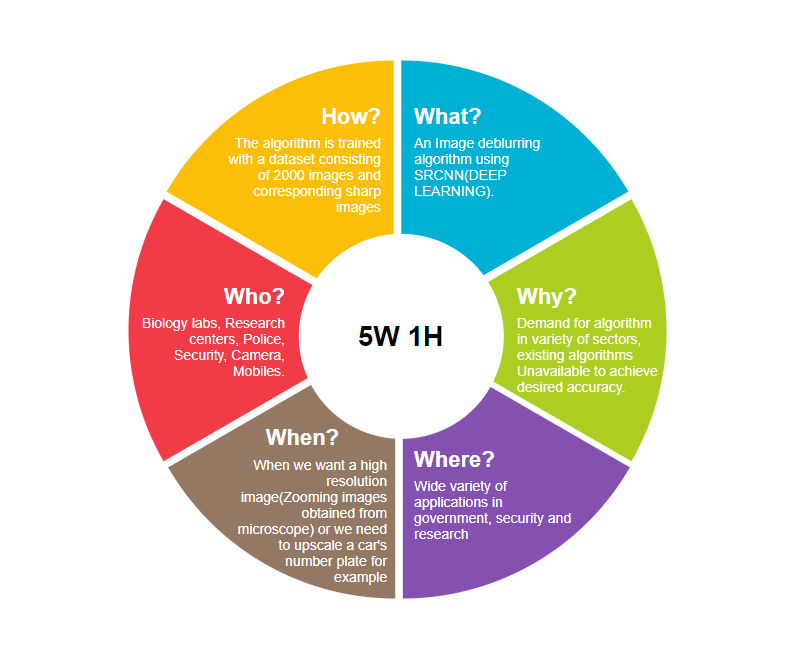 How?
The algorithm is trained
with a dataset consisting
of 2000 images and
corresponding sharp
images
What?
An Image deblurring
algorithm using
SRCNN(DEEP
LEARNING).
Who?
Biology labs, Research
centers, Police,
Security, Camera,
Mobiles.
5W 1H
Why?
Demand for algorithm
in variety of sectors,
existing algorithms
Unavailable to achieve
desired accuracy.
When?
When we want a high
resolution
image(Zooming images
obtained from
microscope) or we need
to upscale a car's
number plate for
example
Where?
Wide variety of
applications in
government, security and
research